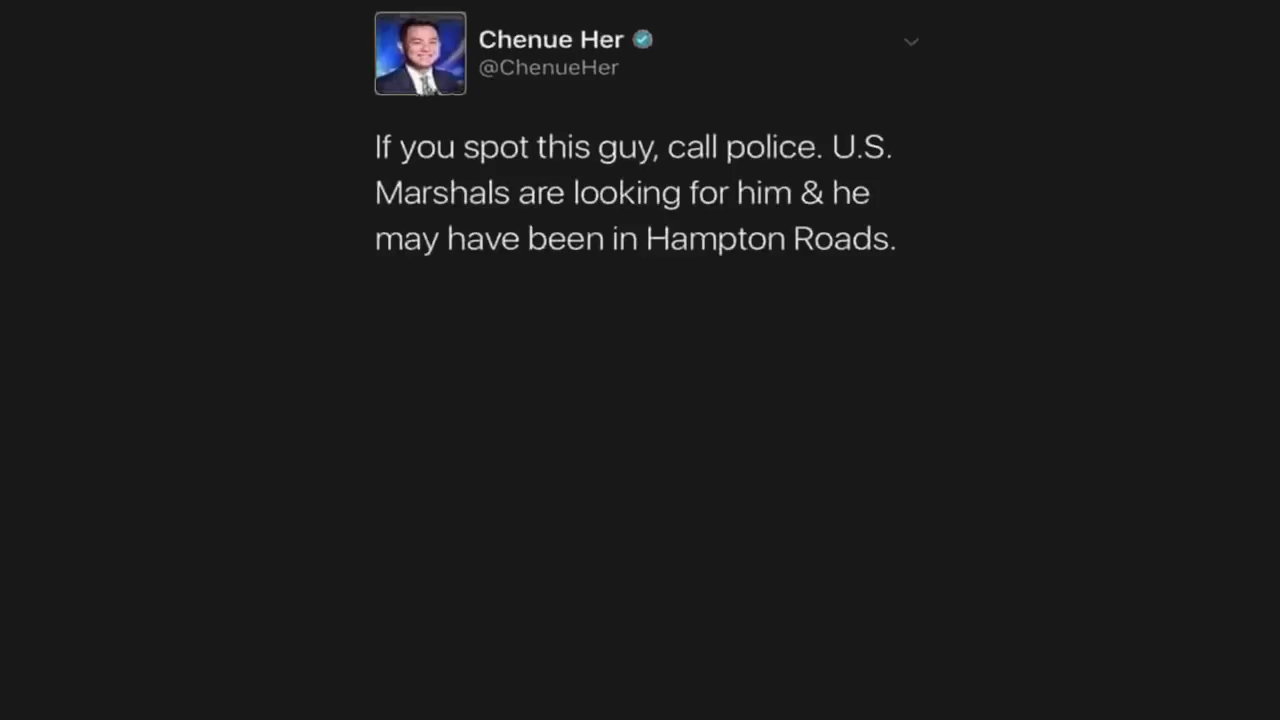 Chenue Her
@ChenueHer
If you spot this guy, call police. U.S.
Marshals are looking for him & he
may have been in Hampton Roads.